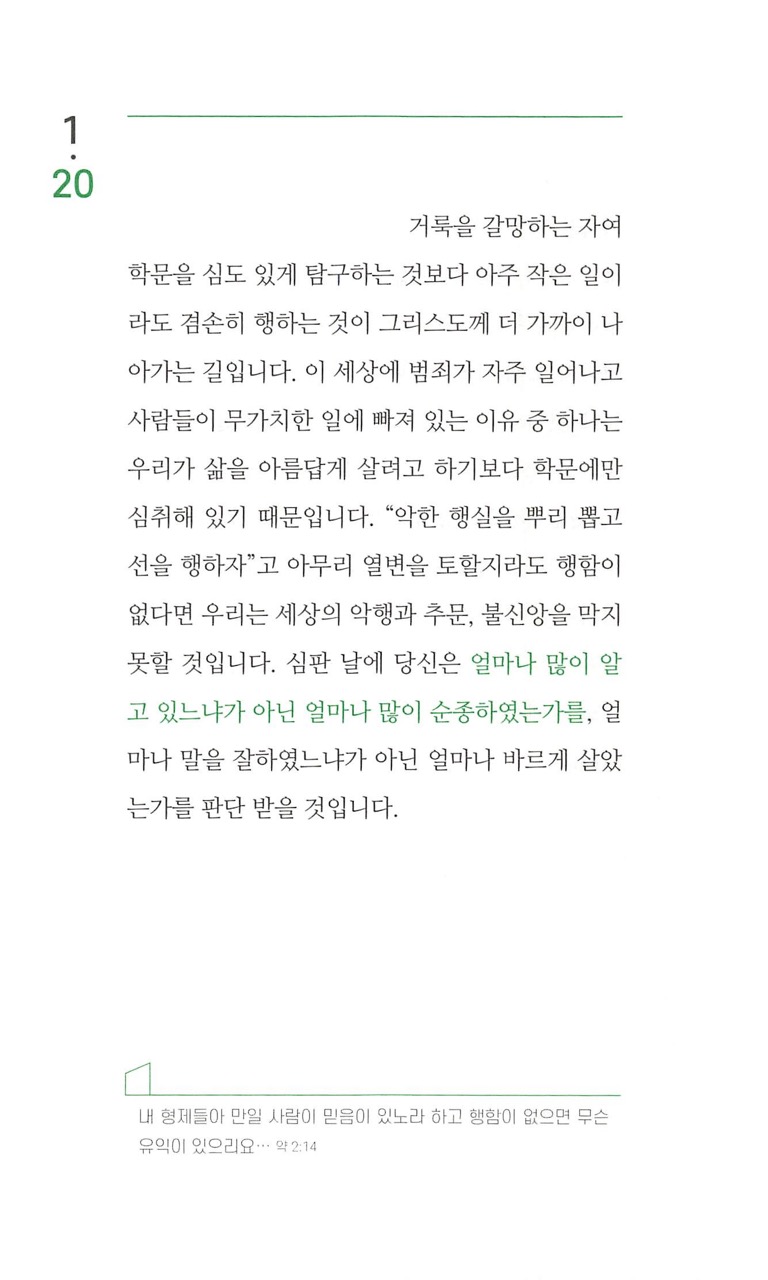 1
.
20
거룩을 갈망하는 자여
학문을 심도 있게 탐구하는 것보다 아주 작은 일이
라도 겸손히 행하는 것이 그리스도께 더 가까이 나
아가는 길입니다. 이 세상에 범죄가 자주 일어나고
사람들이 무가치한 일에 빠져 있는 이유 중 하나는
우리가 삶을 아름답게 살려고 하기보다 학문에만
심취해 있기 때문입니다. “악한 행실을 뿌리 뽑고
선을 행하자”고 아무리 열변을 토할지라도 행함이
없다면 우리는 세상의 악행과 추문, 불신앙을 막지
못할 것입니다. 심판 날에 당신은 얼마나 많이 알
고 있느냐가 아닌 얼마나 많이 순종하였는가를, 얼
마나 말을 잘하였느냐가 아닌 얼마나 바르게 살았
는가를 판단 받을 것입니다.
내 형제들아 만일 사람이 믿음이 있노라 하고 행함이 없으면 무슨
유익이 있으리요… 약 2:14